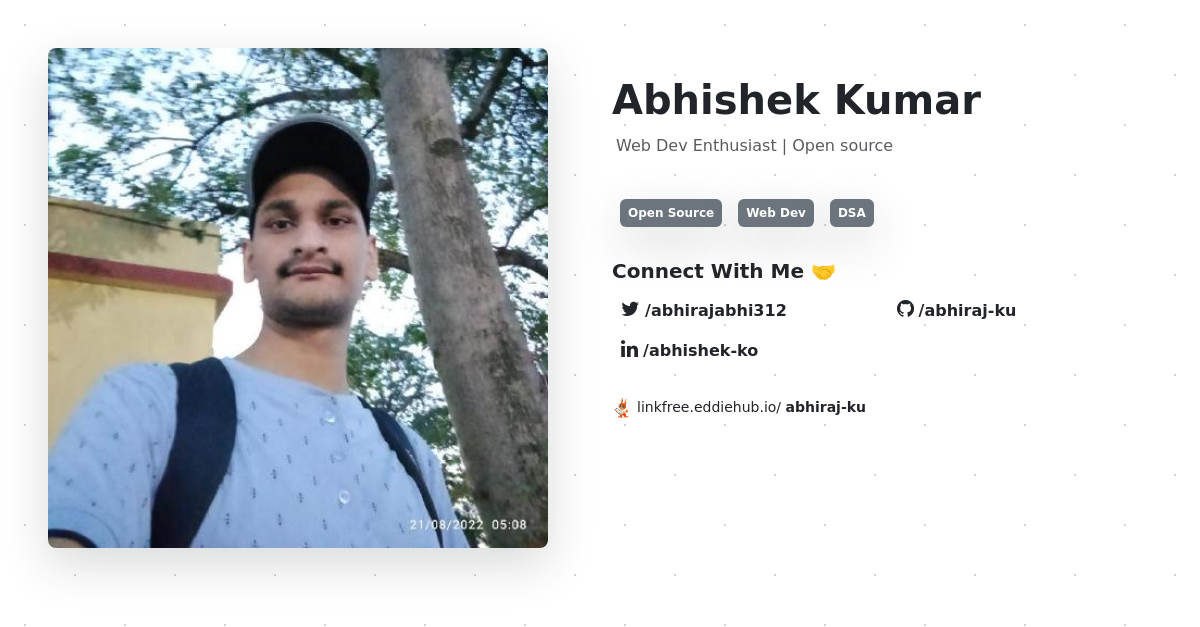 Abhishek Kumar
Web Dev Enthusiast | Open source
Open Source Web Dev DSA
Connect With Me 🤝
/abhirajabhi312 /abhiraj-ku
/abhishek-ko
linkfree.eddiehub.io/ abhiraj-ku
21/08/2022 05:08